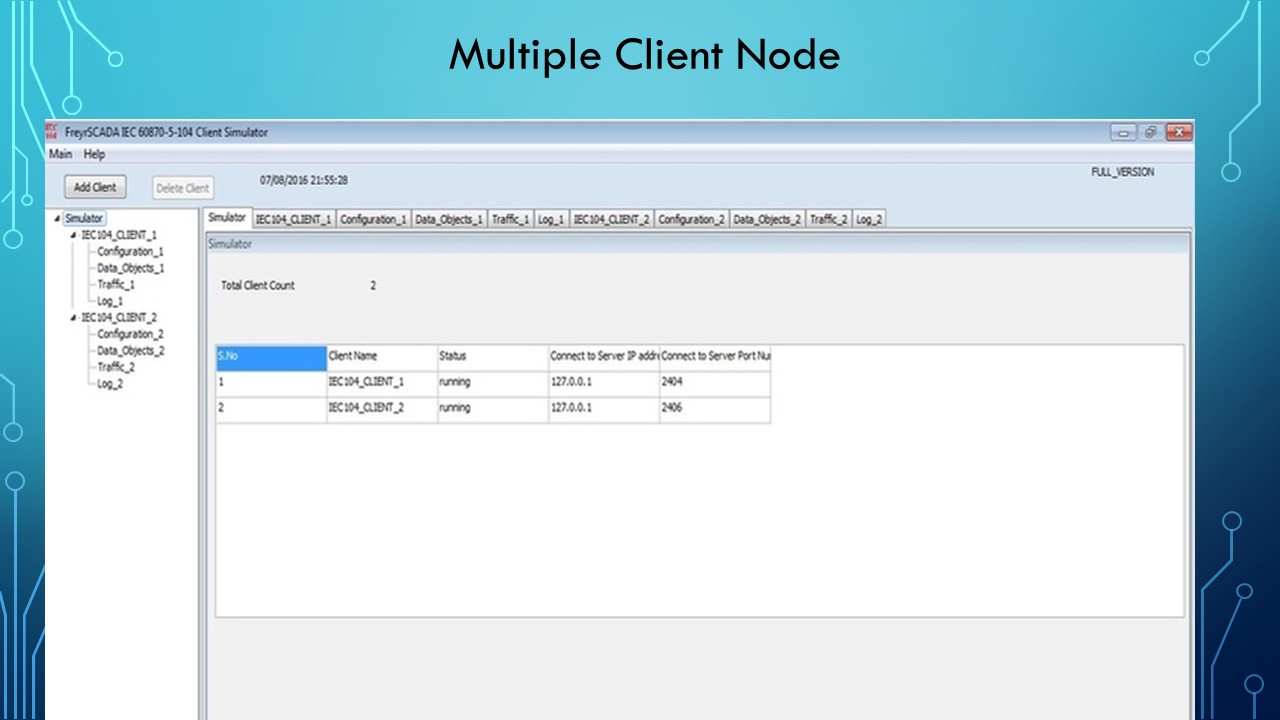 Multiple Client Node
FreyrSCADA IEC 60870-5-104 Client Simulator
Main Help
Add Client Delete Client 07/08/2016 21:55:28 FULL_VERSION
Simulator
IEC104_CLIENT_1
Configuration_1
Data_Objects_1
Traffic_1
Log_1
IEC104_CLIENT_2
Configuration_2
Data_Objects_2
Traffic_2
Log_2
Simulator IEC104_CLIENT_1 Configuration_1 Data_Objects_1 Traffic_1 Log_1 IEC104_CLIENT_2 Configuration_2 Data_Objects_2 Traffic_2 Log_2
Simulator
Total Client Count 2
S.No Client Name Status Connect to Server IP addre Connect to Server Port Nu
1 IEC104_CLIENT_1 running 127.0.0.1 2404
2 IEC104_CLIENT_2 running 127.0.0.1 2406